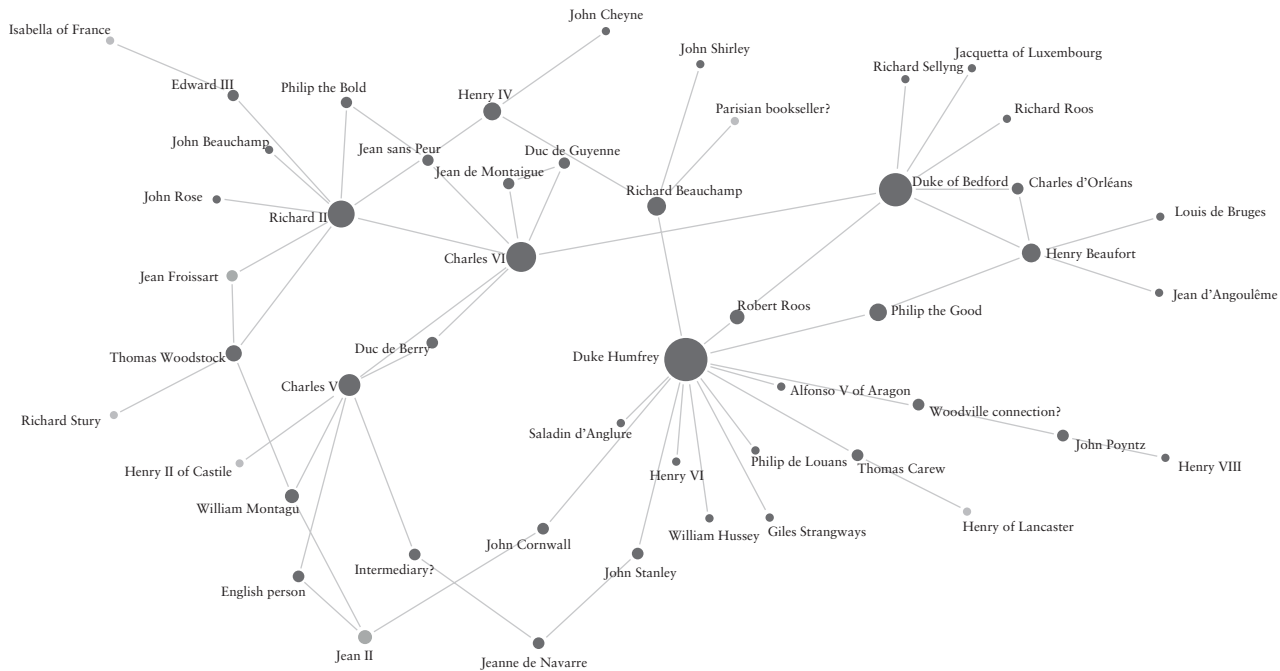 John Cheyne
Isabella of France
John Shirley
Jacquetta of Luxembourg
Richard Sellyng
Edward III
Philip the Bold
Henry IV
Parisian bookseller?
Richard Roos
John Beauchamp
Jean sans Peur
Duc de Guyenne
Jean de Montaigue
Richard Beauchamp
Duke of Bedford
Charles d’Orléans
John Rose
Richard II
Louis de Bruges
Charles VI
Henry Beaufort
Jean Froissart
Jean d’Angoulême
Robert Roos
Philip the Good
Duc de Berry
Thomas Woodstock
Duke Humfrey
Charles V
Alfonso V of Aragon
Woodville connection?
Richard Stury
Saladin d’Anglure
John Poyntz
Henry II of Castile
Henry VI
Philip de Louans
Thomas Carew
Henry VIII
William Montagu
William Hussey
Giles Strangways
Henry of Lancaster
John Cornwall
Intermediary?
John Stanley
English person
Jean II
Jeanne de Navarre